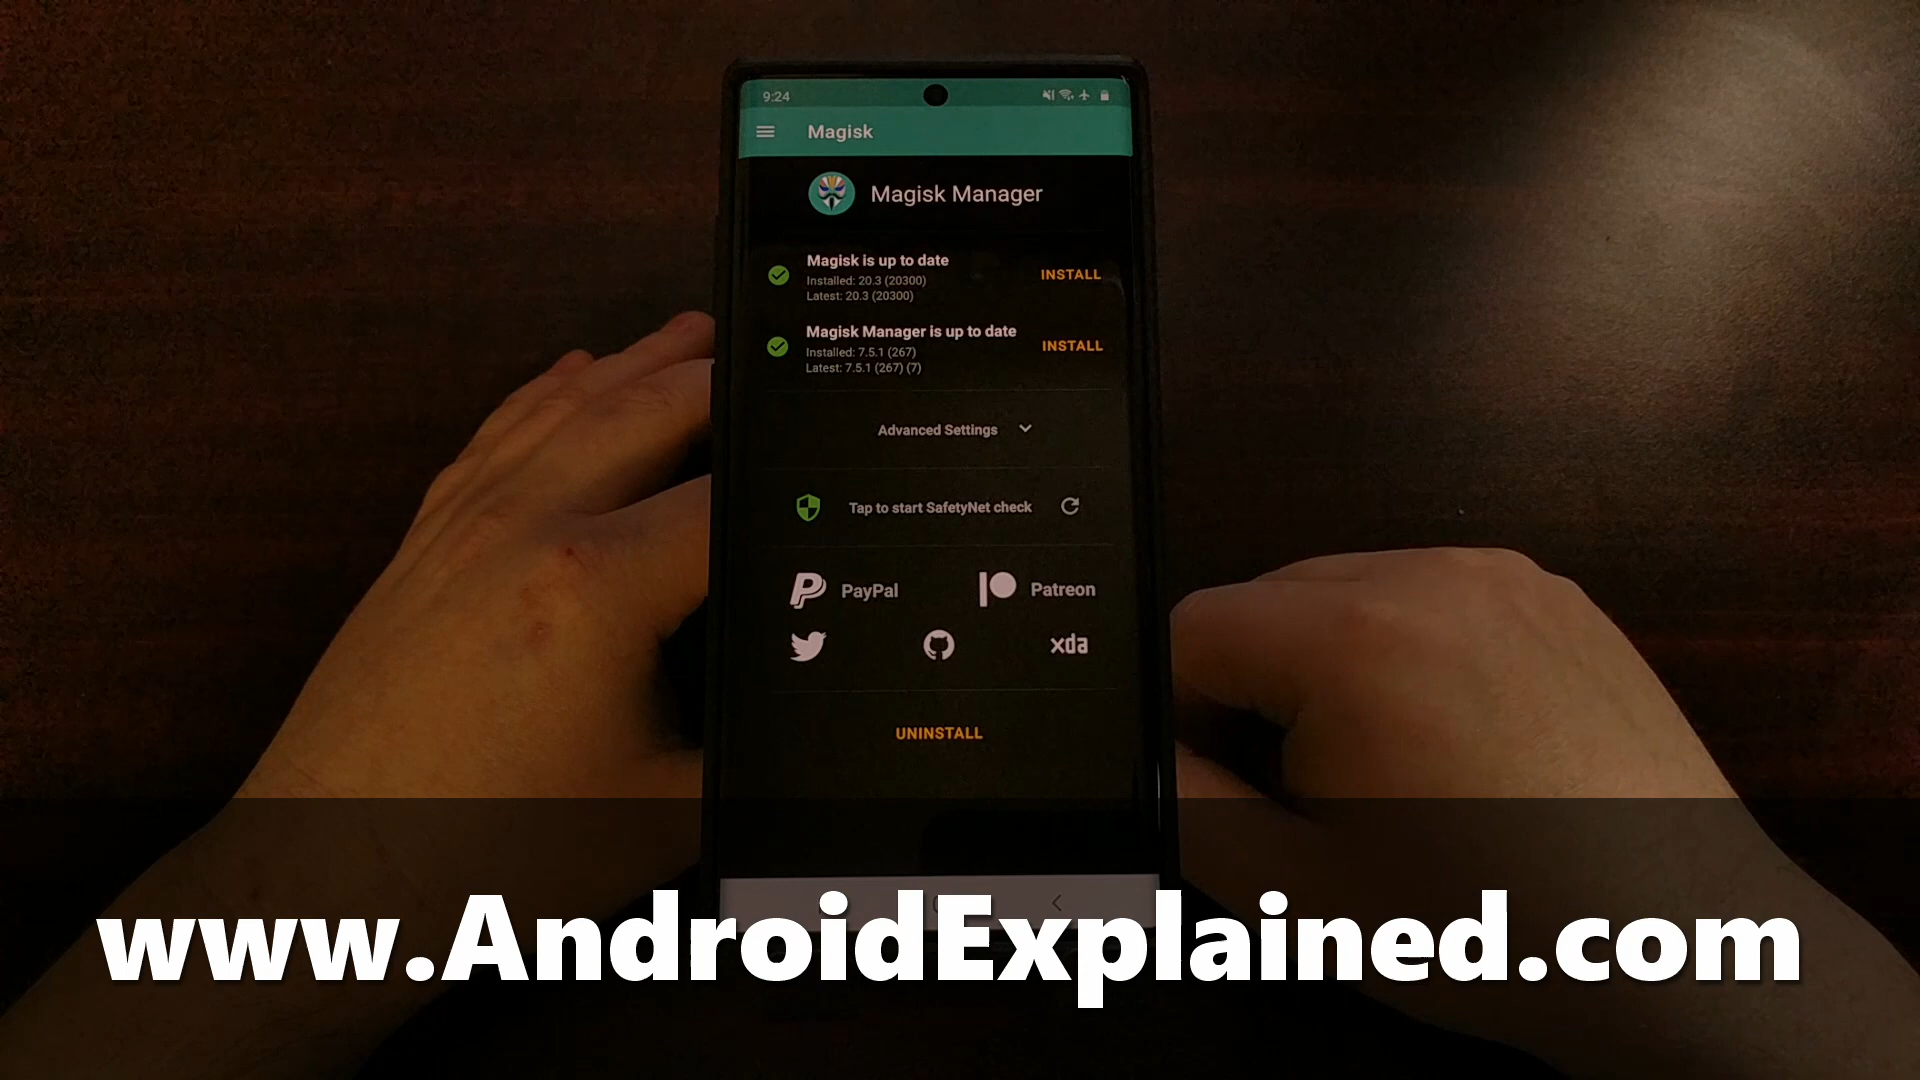 9:24
Magisk
Magisk Manager
Magisk is up to date
INSTALL
Installed: 20.3 (20300)
Latest: 20.3 (20300)
Magisk Manager is up to date
INSTALL
Installed: 7.5.1 (267)
Latest: 7.5.1 (267) (7)
Advanced Settings
Tap to start SafetyNet check
PayPal
Patreon
xda
UNINSTALL
www.AndroidExplained.com